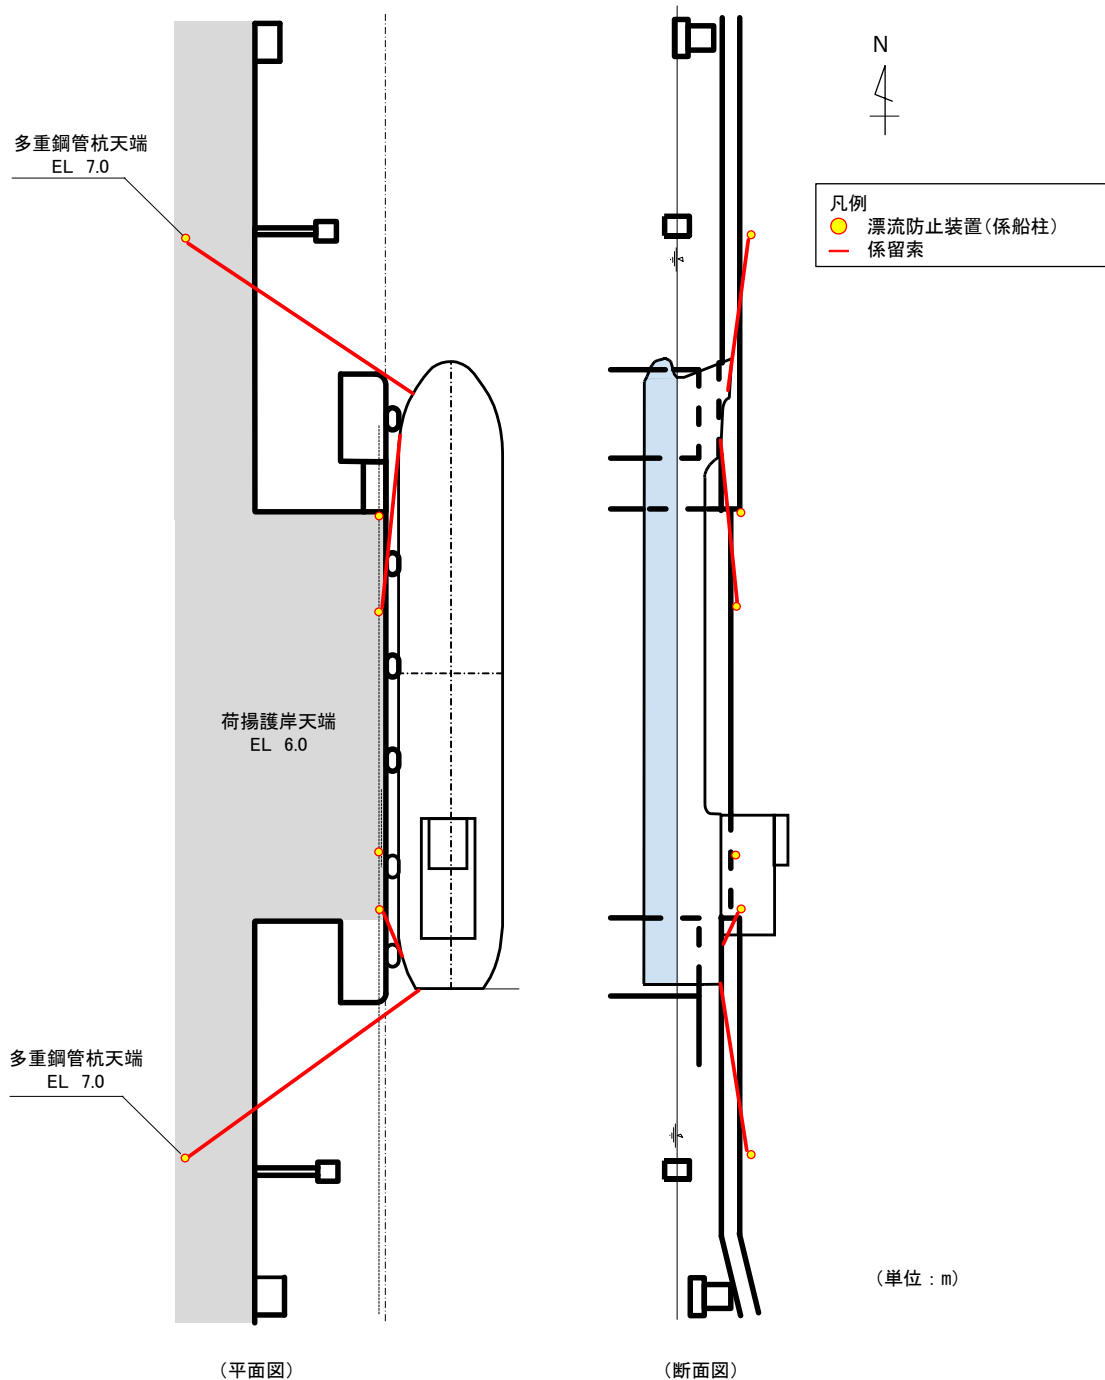 N
多重鋼管杭天端
EL 7.0
凡例
漂流防止装置(係船柱)
係留索
荷揚護岸天端
EL 6.0
多重鋼管杭天端
EL 7.0
(単位:m)
(平面図)
(断面図)